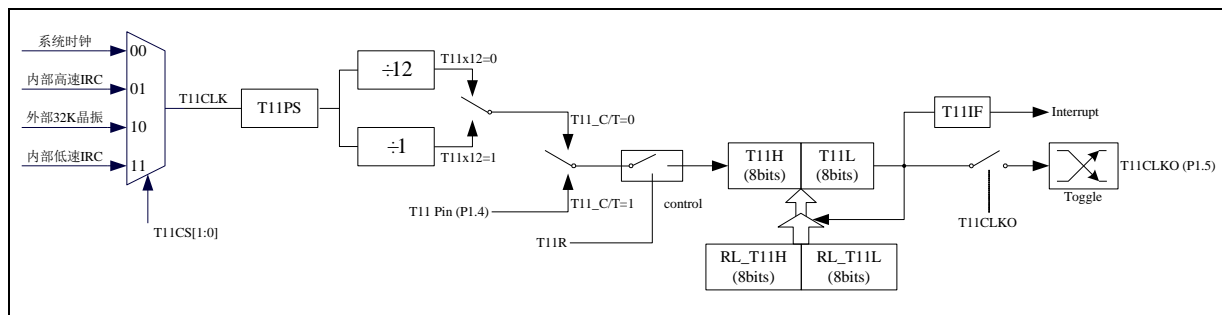 系统时钟
00
内部高速IRC
01
外部32K晶振
10
内部低速IRC
11
T11CS[1:0]
T11CLK
T11PS
÷12
T11x12=0
÷1
T11x12=1
T11_C/T=0
T11_C/T=1
T11 Pin (P1.4)
T11R
control
T11H
(8bits)
T11L
(8bits)
RL_T11H
(8bits)
RL_T11L
(8bits)
T11IF
Interrupt
T11CLKO
T11CLKO (P1.5)
Toggle